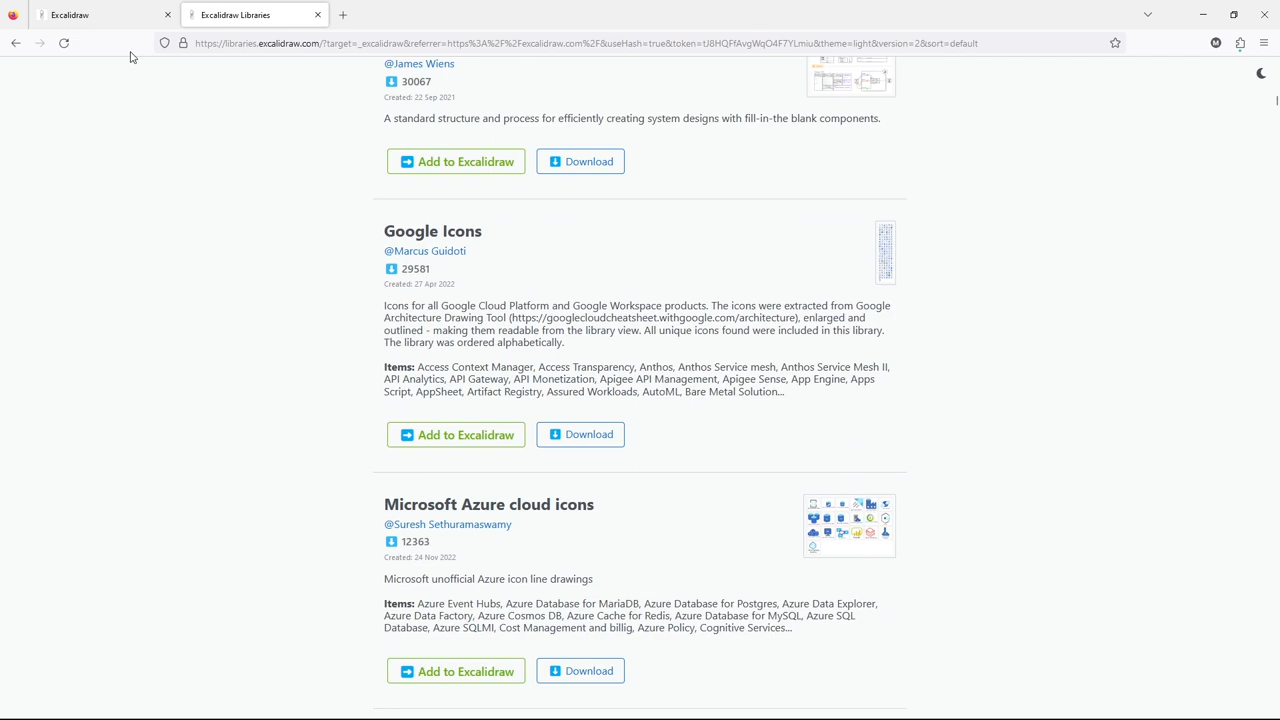 Excalidraw
Excalidraw Libraries
https://libraries.excalidraw.com/?target=_excalidraw&referrer=https%3A%2F%2Fexcalidraw.com%2F&useHash=true&token=tJ8HQFfAvgWqO4F7YLmiu&theme=light&version=2&sort=default
@James Wiens
30067
Created: 22 Sep 2021
A standard structure and process for efficiently creating system designs with fill-in-the blank components.
Add to Excalidraw
Download
Google Icons
@Marcus Guidoti
29581
Created: 27 Apr 2022
Icons for all Google Cloud Platform and Google Workspace products. The icons were extracted from Google
Architecture Drawing Tool (https://googlecloudcheatsheet.withgoogle.com/architecture), enlarged and
outlined - making them readable from the library view. All unique icons found were included in this library.
The library was ordered alphabetically.
Items: Access Context Manager, Access Transparency, Anthos, Anthos Service mesh, Anthos Service Mesh II,
API Analytics, API Gateway, API Monetization, Apigee API Management, Apigee Sense, App Engine, Apps
Script, AppSheet, Artifact Registry, Assured Workloads, AutoML, Bare Metal Solution...
Add to Excalidraw
Download
Microsoft Azure cloud icons
@Suresh Sethuramaswamy
12363
Created: 24 Nov 2022
Microsoft unofficial Azure icon line drawings
Items: Azure Event Hubs, Azure Database for MariaDB, Azure Database for Postgres, Azure Data Explorer,
Azure Data Factory, Azure Cosmos DB, Azure Cache for Redis, Azure Database for MySQL, Azure SQL
Database, Azure SQLMI, Cost Management and billig, Azure Policy, Cognitive Services...
Add to Excalidraw
Download